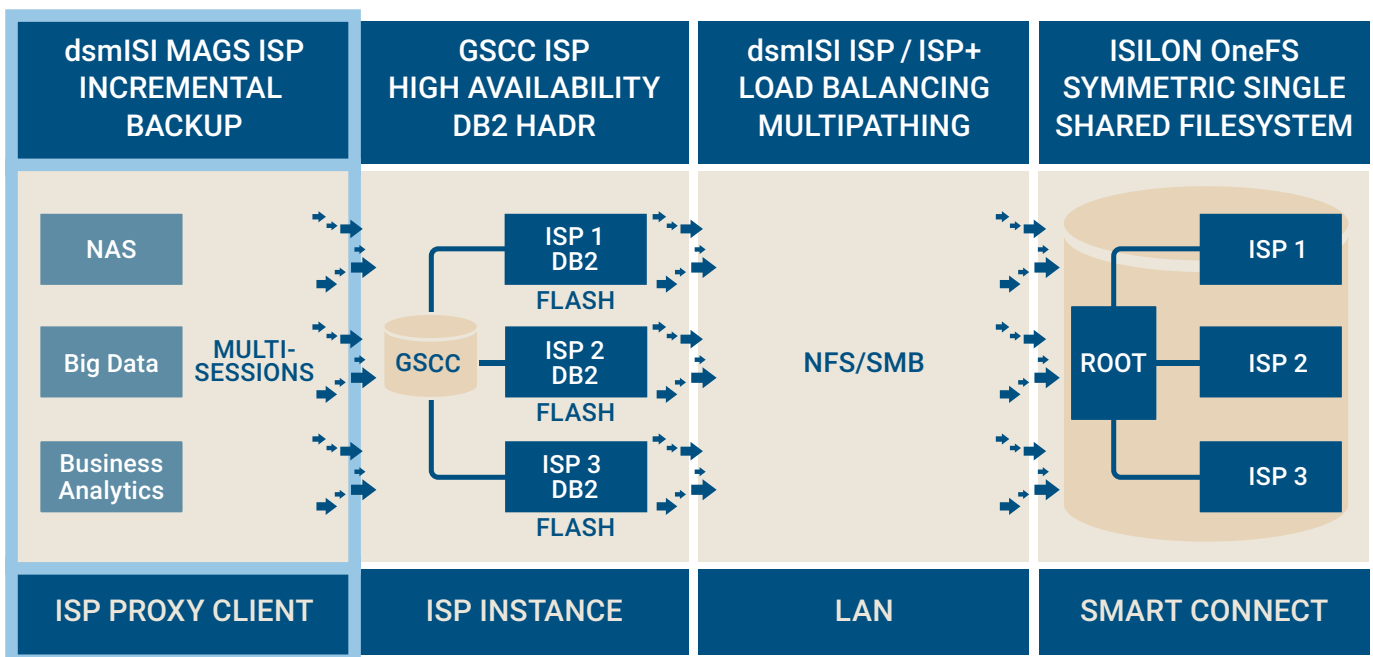 dsmISI MAGS ISP
INCREMENTAL
BACKUP
GSCC ISP
HIGH AVAILABILITY
DB2 HADR
dsmISI ISP / ISP+
LOAD BALANCING
MULTIPATHING
ISILON OneFS
SYMMETRIC SINGLE
SHARED FILESYSTEM
NAS
Big Data
Business
Analytics
MULTI-
SESSIONS
GSCC
ISP 1
DB2
FLASH
ISP 2
DB2
FLASH
ISP 3
DB2
FLASH
NFS/SMB
ROOT
ISP 1
ISP 2
ISP 3
ISP PROXY CLIENT
ISP INSTANCE
LAN
SMART CONNECT